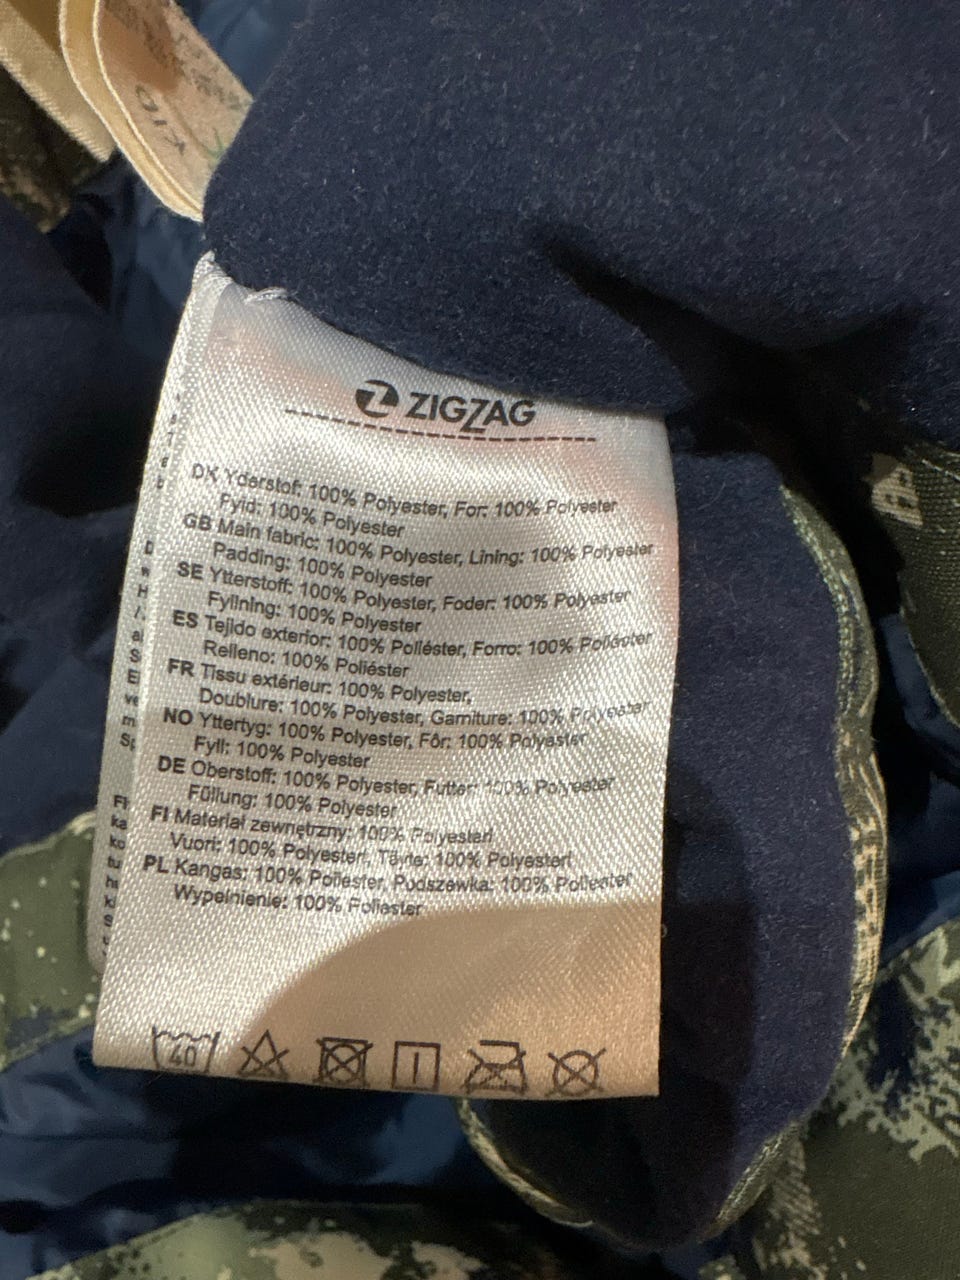 ZIGZAG
DK Yderstof: 100% Polyester, For: 100% Polyester
Fyld: 100% Polyester
GB Main fabric: 100% Polyester, Lining: 100% Polyester
Padding: 100% Polyester
SE Ytterstoff: 100% Polyester, Foder: 100% Polyester
Fyllning: 100% Polyester
ES Tejido exterior: 100% Poliéster, Forro: 100% Poliéster
Relleno: 100% Poliéster
FR Tissu extérieur: 100% Polyester,
Doublure: 100% Polyester, Garniture: 100% Polyester
NO Yttertyg: 100% Polyester, Fôr: 100% Polyester
Fyll: 100% Polyester
DE Oberstoff: 100% Polyester, Futter: 100% Polyester
Füllung: 100% Polyester
FI Materiał zewnętrzny: 100% Polyesteri
Vuori: 100% Polyesteri, Täyte: 100% Polyesteri
PL Kangas: 100% Poliester, Podszewka: 100% Poliester
Wypełnienie: 100% Poliester
40